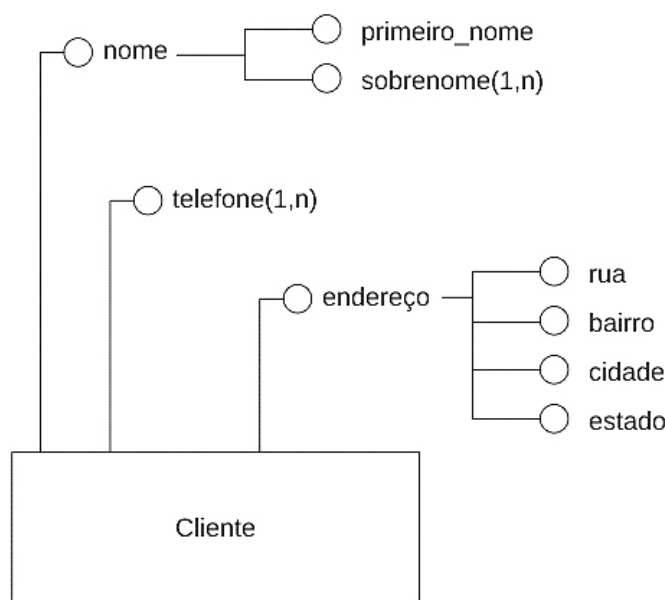 nome
primeiro_nome
sobrenome(1,n)
telefone(1,n)
endereço
rua
bairro
cidade
estado
Cliente